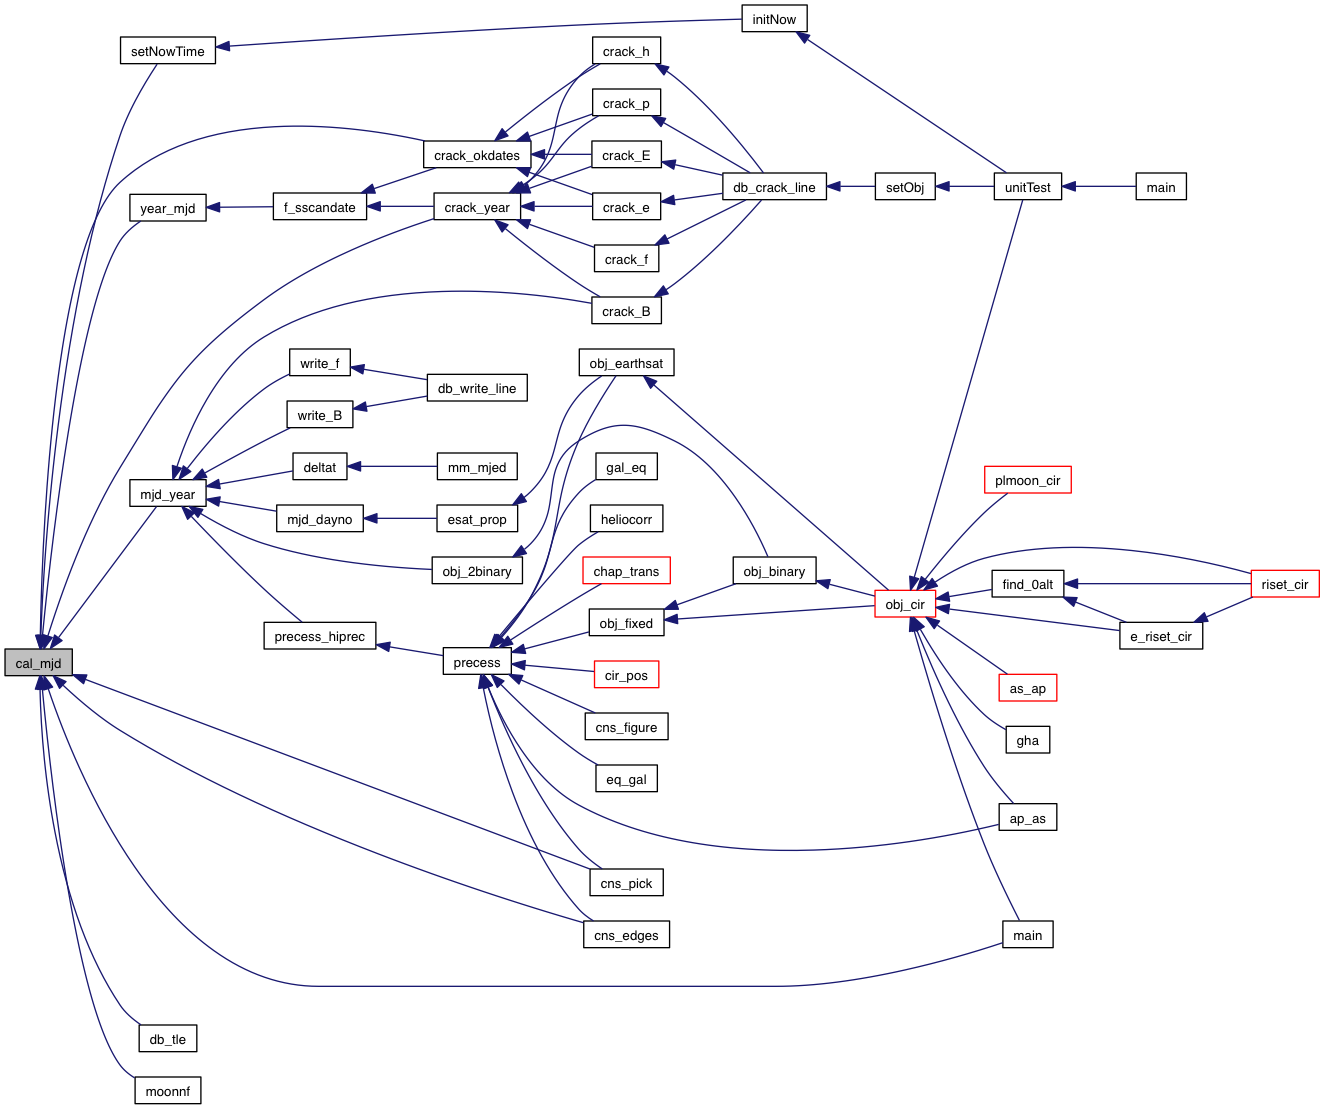 initNow
setNowTime
crack_h
crack_p
crack_okdates
crack_E
db_crack_line
setObj
unitTest
main
year_mjd
f_sscandate
crack_year
crack_e
crack_f
crack_B
write_f
obj_earthsat
db_write_line
write_B
deltat
mm_mjed
gal_eq
plmoon_cir
mjd_year
mjd_dayno
esat_prop
heliocorr
obj_2binary
chap_trans
obj_binary
find_0alt
riset_cir
obj_cir
precess_hiprec
obj_fixed
e_riset_cir
cal_mjd
precess
cir_pos
as_ap
cns_figure
gha
eq_gal
ap_as
cns_pick
cns_edges
main
db_tle
moonnf